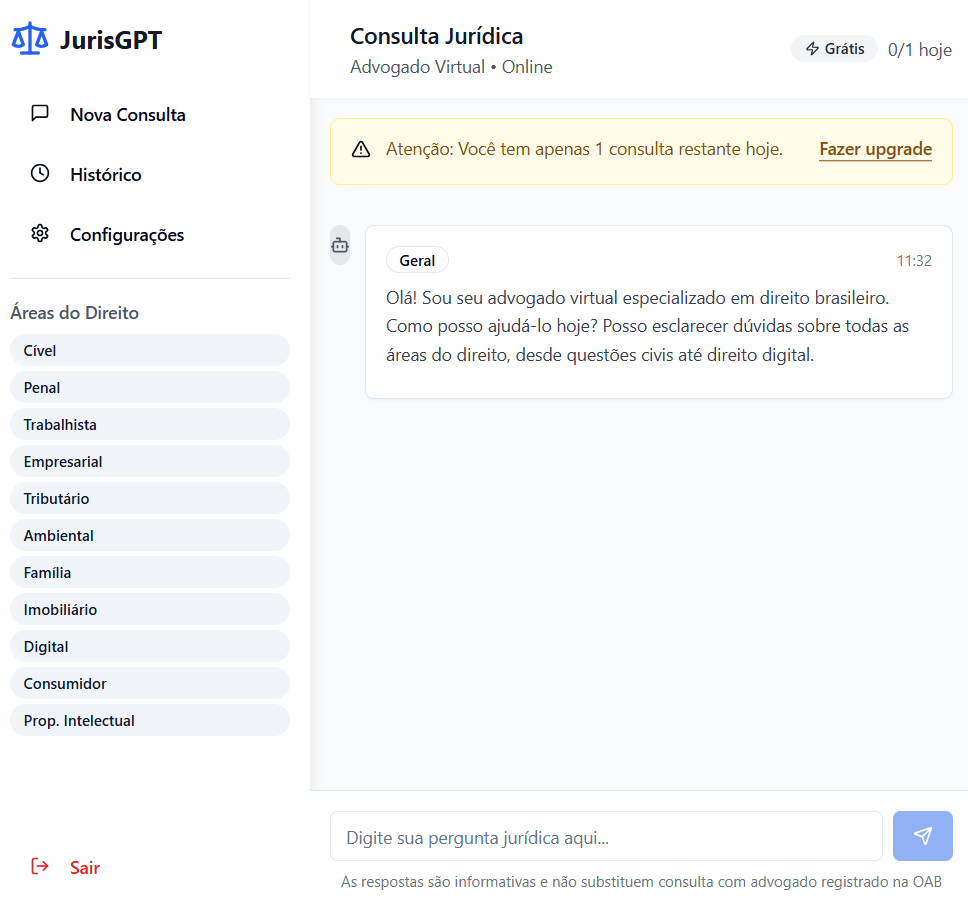 JurisGPT
Nova Consulta
Histórico
Configurações
Áreas do Direito
Cível
Penal
Trabalhista
Empresarial
Tributário
Ambiental
Família
Imobiliário
Digital
Consumidor
Prop. Intelectual
Sair
Consulta Jurídica
Advogado Virtual • Online
Grátis
0/1 hoje
Atenção: Você tem apenas 1 consulta restante hoje.
Fazer upgrade
Geral
11:32
Olá! Sou seu advogado virtual especializado em direito brasileiro.
Como posso ajudá-lo hoje? Posso esclarecer dúvidas sobre todas as
áreas do direito, desde questões civis até direito digital.
Digite sua pergunta jurídica aqui...
As respostas são informativas e não substituem consulta com advogado registrado na OAB